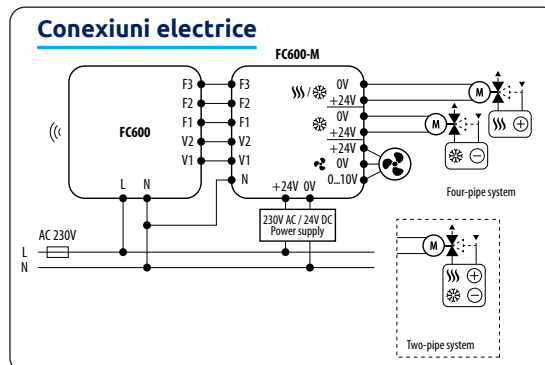 Conexiuni electrice
FC600-M
FC600
F3
F2
F1
V2
V1
L N
F3
F2
F1
V2
V1
N
/
0V
+24V
0V
+24V
+24V
0V
0...10V
+24V 0V
230V AC / 24V DC
Power supply
M
M
Four-pipe system
AC 230V
L
N
M
Two-pipe system